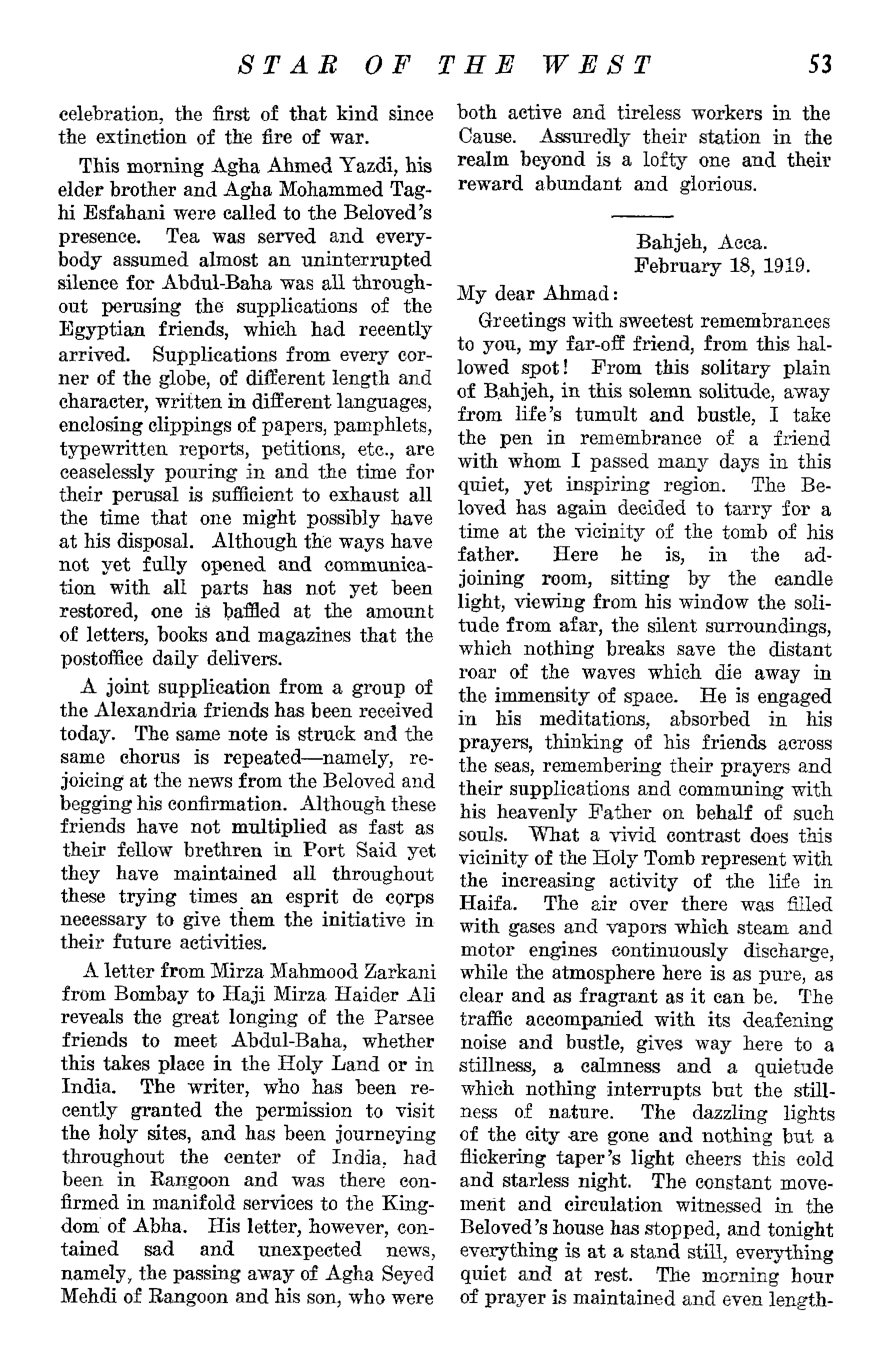 STAR OF THE WEST 53
celebration, the first of that kind since
the extinction of the fire of war.
This morning Agha Ahmed Yazdi, his
elder brother and Agha Mohammed Tag-
hi Esfahani were called to the Beloved's
presence. Tea was served and every-
body assumed almost an uninterrupted
silence for Abdul-Baha was all through-
out perusing the supplications of the
Egyptian friends, which had recently
arrived. Supplications from every cor-
ner of the globe, of different length and
character, written in different languages,
enclosing clippings of papers, pamphlets,
typewritten reports, petitions, etc., are
ceaselessly pouring in and the time for
their perusal is sufficient to exhaust all
the time that one might possibly have
at his disposal. Although the ways have
not yet fully opened and communica-
tion with all parts has not yet been
restored, one is baffled at the amount
of letters, books and magazines that the
postoffice daily delivers.
A joint supplication from a group of
the Alexandria friends has been received
today. The same note is struck and the
same chorus is repeated—namely, re-
joicing at the news from the Beloved and
begging his confirmation. Although these
friends have not multiplied as fast as
their fellow brethren in Port Said yet
they have maintained all throughout
these trying times an esprit de corps
necessary to give them the initiative in
their future activities.
A letter from Mirza Mahmood Zarkani
from Bombay to Haji Mirza Haider Ali
reveals the great longing of the Parsee
friends to meet Abdul-Baha, whether
this takes place in the Holy Land or in
India. The writer, who has been re-
cently granted the permission to visit
the holy sites, and has been journeying
throughout the center of India, had
been in Rangoon and was there con-
firmed in manifold services to the King-
dom of Abha. His letter, however, con-
tained sad and unexpected news,
namely, the passing away of Agha Seyed
Mehdi of Rangoon and his son, who were
both active and tireless workers in the
Cause. Assuredly their station in the
realm beyond is a lofty one and their
reward abundant and glorious.
Bahjeh, Acca.
February 18, 1919.
My dear Ahmad:
Greetings with sweetest remembrances
to you, my far-off friend, from this hal-
lowed spot! From this solitary plain
of Bahjeh, in this solemn solitude, away
from life's tumult and bustle, I take
the pen in remembrance of a friend
with whom I passed many days in this
quiet, yet inspiring region. The Be-
loved has again decided to tarry for a
time at the vicinity of the tomb of his
father. Here he is, in the ad-
joining room, sitting by the candle
light, viewing from his window the soli-
tude from afar, the silent surroundings,
which nothing breaks save the distant
roar of the waves which die away in
the immensity of space. He is engaged
in his meditations, absorbed in his
prayers, thinking of his friends across
the seas, remembering their prayers and
their supplications and communing with
his heavenly Father on behalf of such
souls. What a vivid contrast does this
vicinity of the Holy Tomb represent with
the increasing activity of the life in
Haifa. The air over there was filled
with gases and vapors which steam and
motor engines continuously discharge,
while the atmosphere here is as pure, as
clear and as fragrant as it can be. The
traffic accompanied with its deafening
noise and bustle, gives way here to a
stillness, a calmness and a quietude
which nothing interrupts but the still-
ness of nature. The dazzling lights
of the city are gone and nothing but a
flickering taper's light cheers this cold
and starless night. The constant move-
ment and circulation witnessed in the
Beloved's house has stopped, and tonight
everything is at a stand still, everything
quiet and at rest. The morning hour
of prayer is maintained and even length-